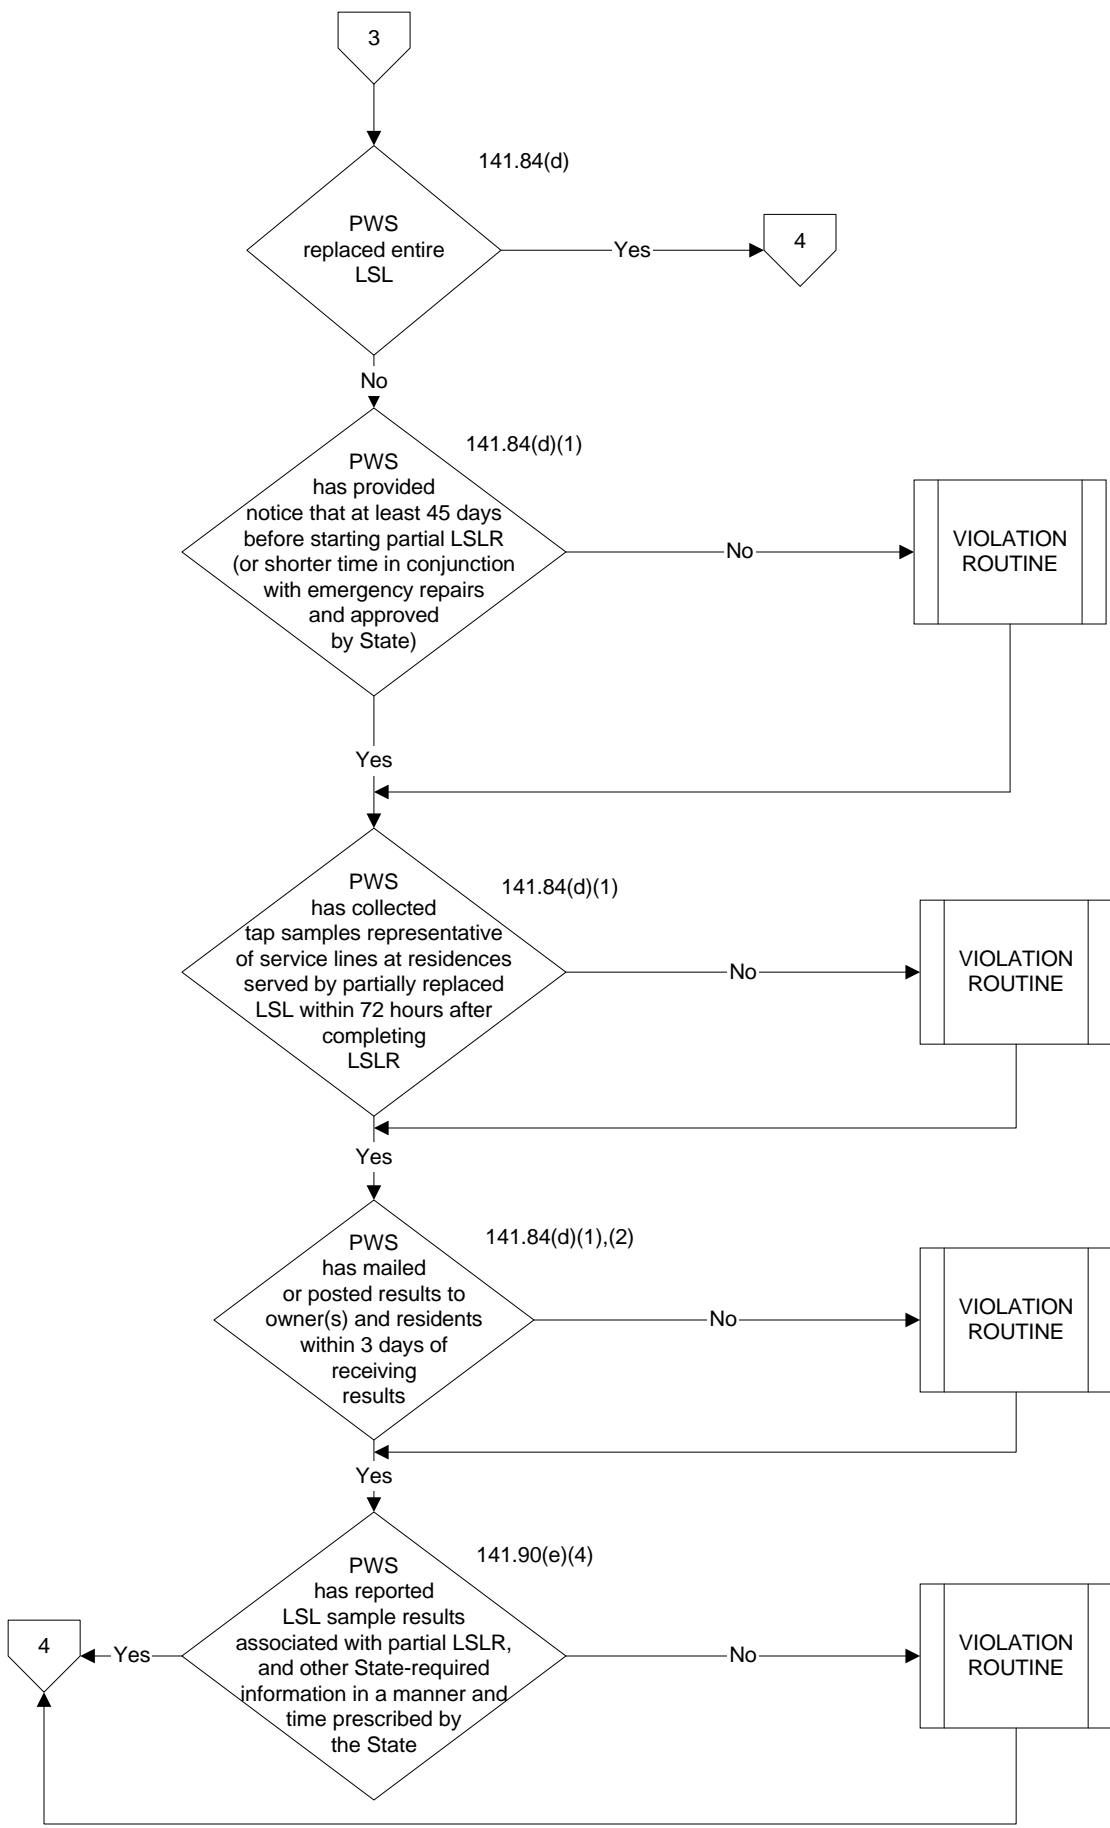 3
141.84(d)
PWS
replaced entire
LSL
Yes
4
No
141.84(d)(1)
PWS
has provided
notice that at least 45 days
before starting partial LSLR
(or shorter time in conjunction
with emergency repairs
and approved
by State)
No
VIOLATION
ROUTINE
Yes
141.84(d)(1)
PWS
has collected
tap samples representative
of service lines at residences
served by partially replaced
LSL within 72 hours after
completing
LSLR
No
VIOLATION
ROUTINE
Yes
141.84(d)(1),(2)
PWS
has mailed
or posted results to
owner(s) and residents
within 3 days of
receiving
results
No
VIOLATION
ROUTINE
Yes
141.90(e)(4)
PWS
has reported
LSL sample results
associated with partial LSLR,
and other State-required
information in a manner and
time prescribed by
the State
Yes
4
No
VIOLATION
ROUTINE